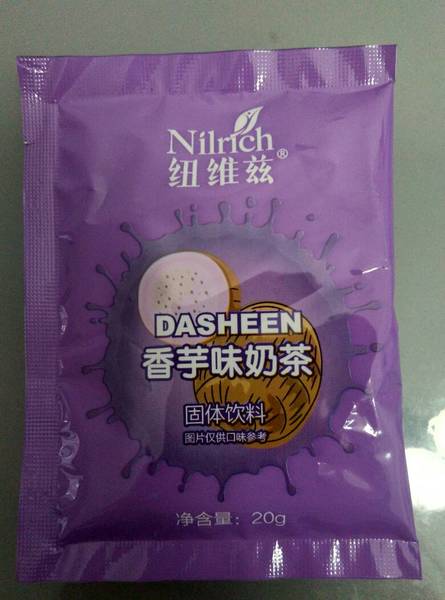 Nilrich
纽维兹®
DASHEEN
香芋味奶茶
固体饮料
图片仅供口味参考
净含量：20g